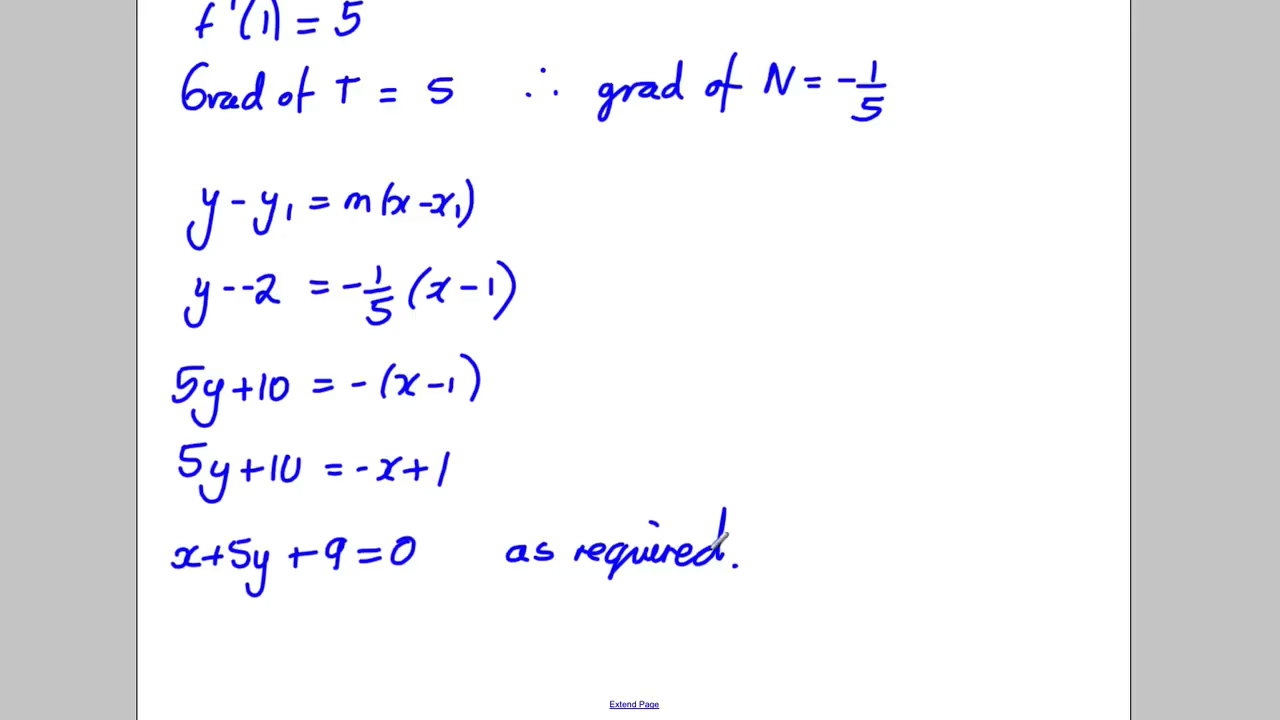 f'(1) = 5
Grad of T = 5 ∴ grad of N = -1/5
y - y₁ = m(x - x₁)
y - -2 = -1/5 (x - 1)
5y + 10 = - (x - 1)
5y + 10 = -x + 1
x + 5y + 9 = 0 as required.
Extend Page